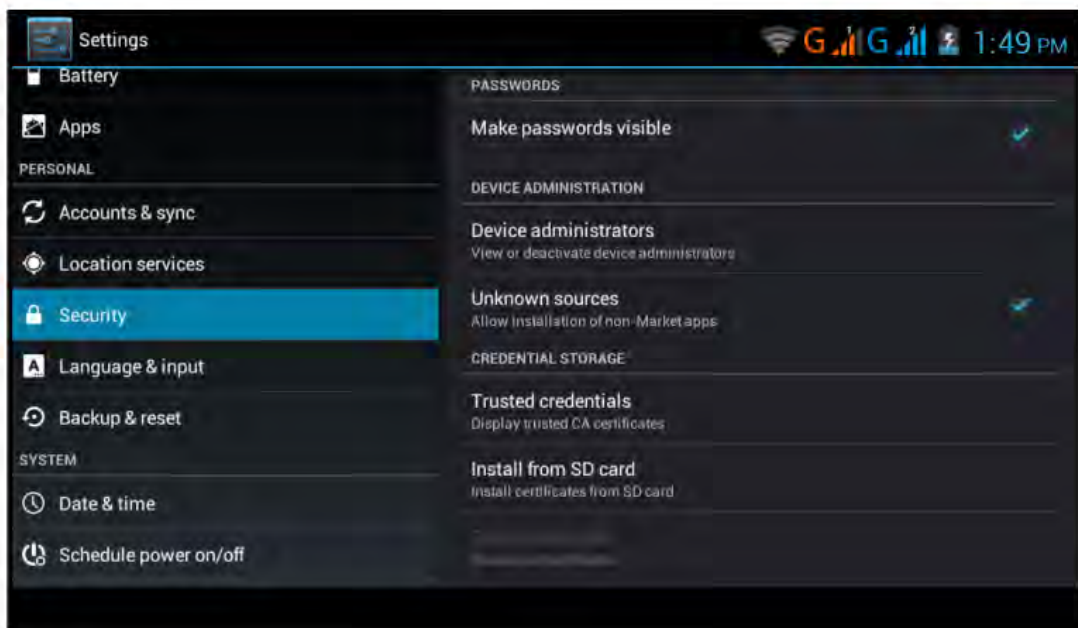 Settings
G 1 G 2 1:49 PM
Battery
Apps
PERSONAL
Accounts & sync
Location services
Security
Language & input
Backup & reset
SYSTEM
Date & time
Schedule power on/off
PASSWORDS
Make passwords visible
DEVICE ADMINISTRATION
Device administrators
View or deactivate device administrators
Unknown sources
Allow installation of non-Market apps
CREDENTIAL STORAGE
Trusted credentials
Display trusted CA certificates
Install from SD card
Install certificates from SD card